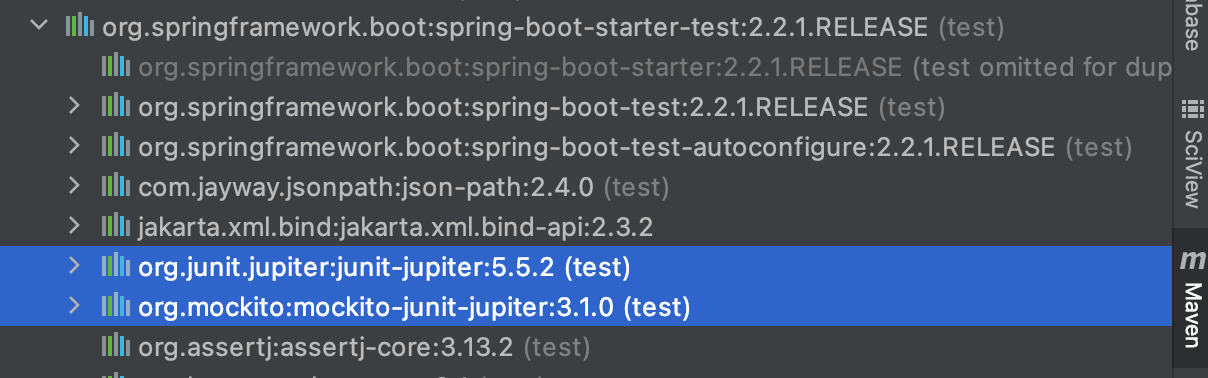 org.springframework.boot:spring-boot-starter-test:2.2.1.RELEASE (test)
org.springframework.boot:spring-boot-starter:2.2.1.RELEASE (test omitted for dup
org.springframework.boot:spring-boot-test:2.2.1.RELEASE (test)
org.springframework.boot:spring-boot-test-autoconfigure:2.2.1.RELEASE (test)
com.jayway.jsonpath:json-path:2.4.0 (test)
jakarta.xml.bind:jakarta.xml.bind-api:2.3.2
org.junit.jupiter:junit-jupiter:5.5.2 (test)
org.mockito:mockito-junit-jupiter:3.1.0 (test)
org.assertj:assertj-core:3.13.2 (test)
abase
SciView
m Maven